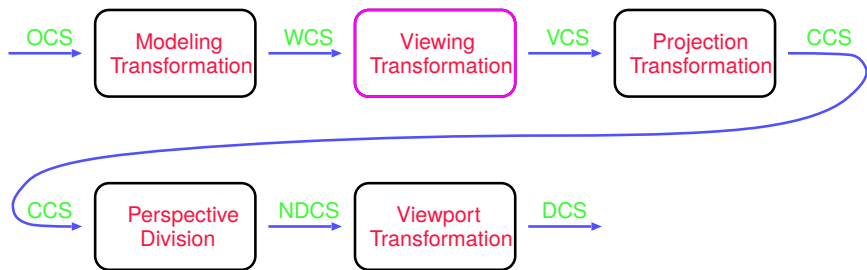 OCS
Modeling
Transformation
WCS
Viewing
Transformation
VCS
Projection
Transformation
CCS
CCS
Perspective
Division
NDCS
Viewport
Transformation
DCS